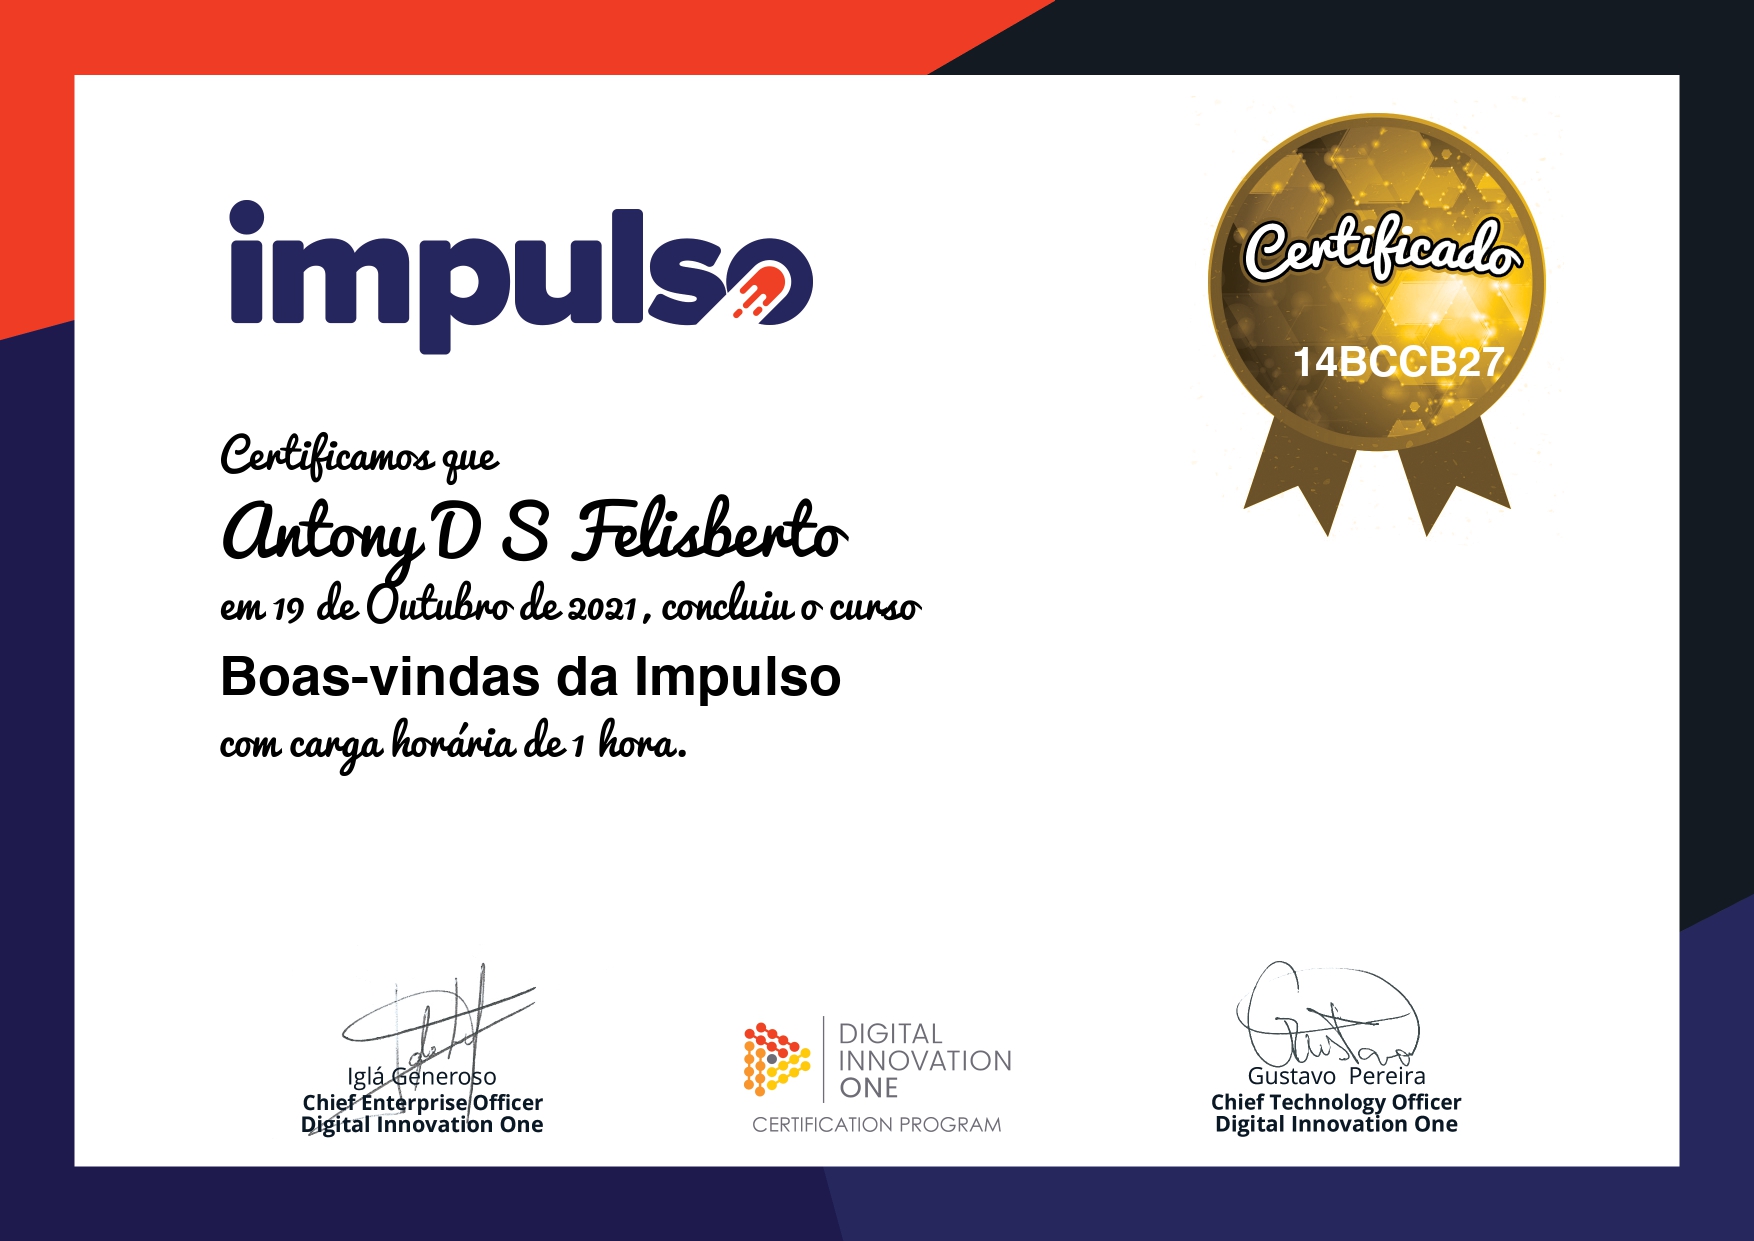 impulso
Certificado
14BCCB27
Certificamos que
Antony D S Felisberto
em 19 de Outubro de 2021, concluiu o curso
Boas-vindas da Impulso
com carga horária de 1 hora.
Iglá Generoso
Chief Enterprise Officer
Digital Innovation One
DIGITAL
INNOVATION
ONE
CERTIFICATION PROGRAM
Gustavo
Gustavo Pereira
Chief Technology Officer
Digital Innovation One